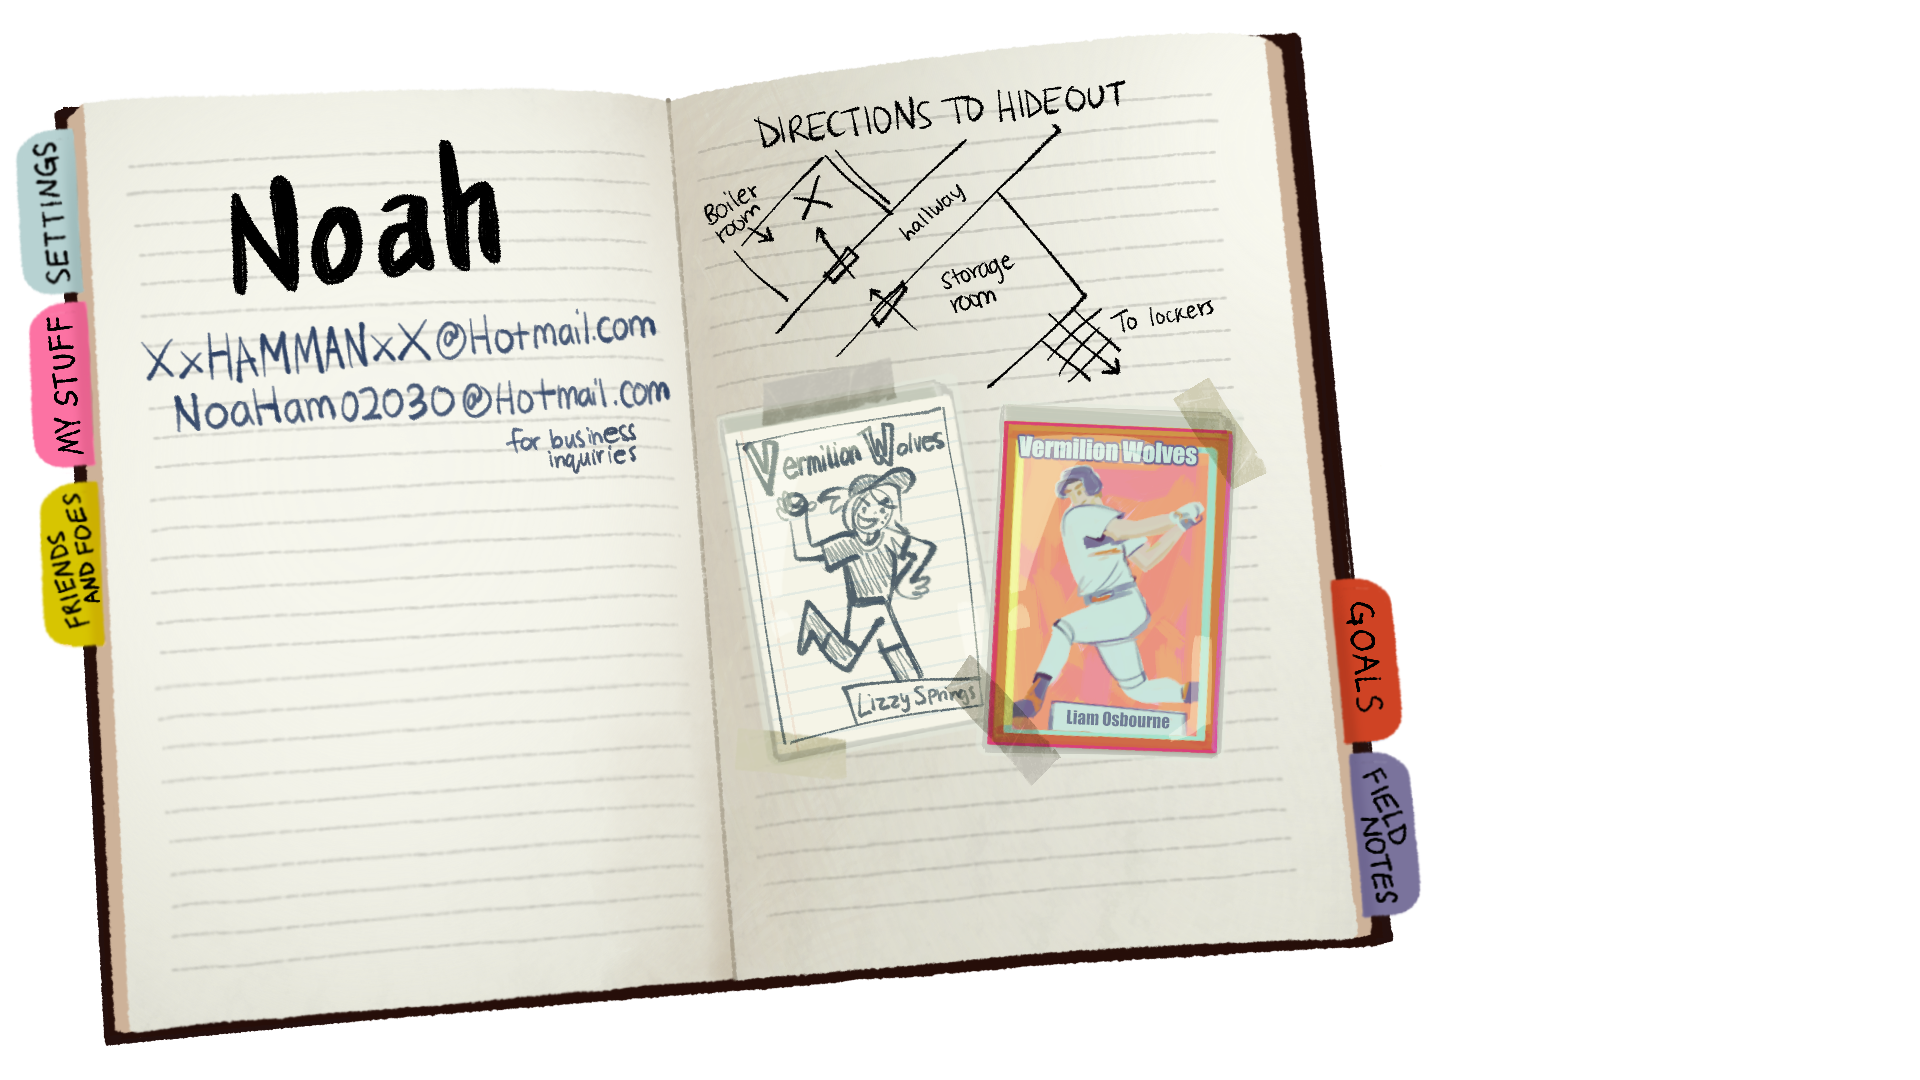 SETTINGS
MY STUFF
FRIENDS
AND FOES
Noah
XxHAMMANxX@Hotmail.com
NoaHam02030@Hotmail.com
for business
inquiries
DIRECTIONS TO HIDEOUT
Boiler
room
X
hallway
storage
room
To lockers
Vermilion Wolves
Lizzy Springs
Vermilion Wolves
Liam Osbourne
GOALS
FIELD
NOTES